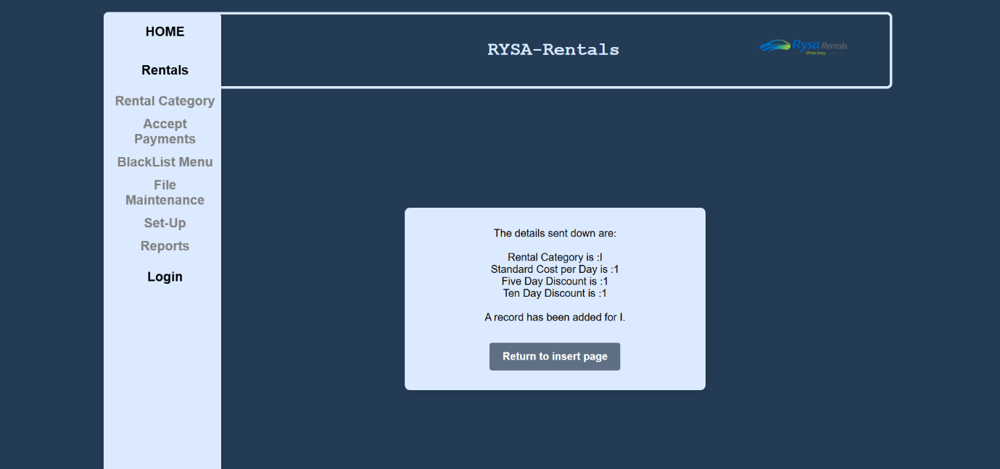 HOME
Rentals
Rental Category
Accept
Payments
BlackList Menu
File
Maintenance
Set-Up
Reports
Login
RYSA-Rentals
Rysa Rentals
Drive Easy.
The details sent down are:
Rental Category is :I
Standard Cost per Day is :1
Five Day Discount is :1
Ten Day Discount is :1
A record has been added for I.
Return to insert page